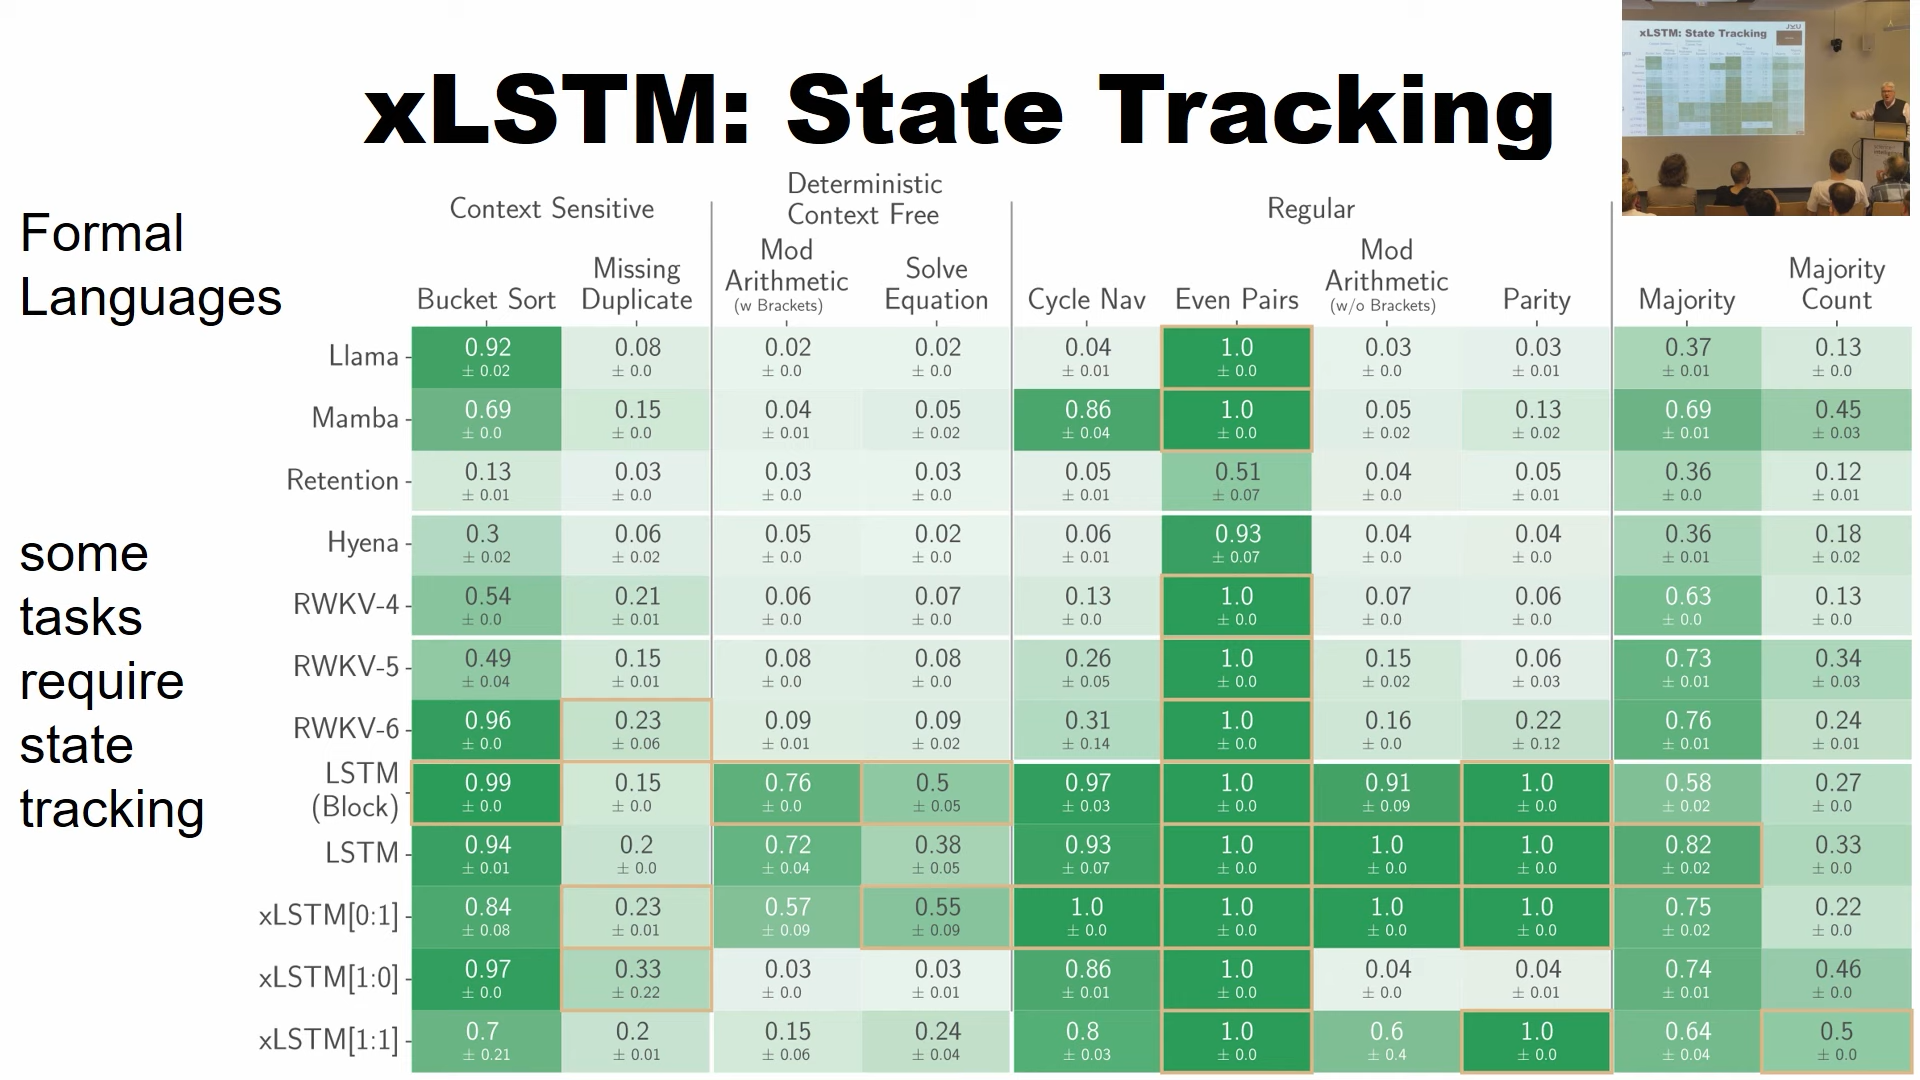 xLSTM: State Tracking
Formal
Languages
some
tasks
require
state
tracking
Context Sensitive
Deterministic
Context Free
Regular
Bucket Sort
Missing
Duplicate
Mod
Arithmetic
(w Brackets)
Solve
Equation
Cycle Nav
Even Pairs
Mod
Arithmetic
(w/o Brackets)
Parity
Majority
Majority
Count
Llama 0.92 0.08 0.02 0.02 0.04 1.0 0.03 0.03 0.37 0.13
± 0.02 ± 0.0 ± 0.0 ± 0.0 ± 0.01 ± 0.0 ± 0.0 ± 0.01 ± 0.01 ± 0.0
Mamba 0.69 0.15 0.04 0.05 0.86 1.0 0.05 0.13 0.69 0.45
± 0.0 ± 0.0 ± 0.01 ± 0.02 ± 0.04 ± 0.0 ± 0.02 ± 0.02 ± 0.01 ± 0.03
Retention 0.13 0.03 0.03 0.03 0.05 0.51 0.04 0.05 0.36 0.12
± 0.01 ± 0.0 ± 0.0 ± 0.0 ± 0.01 ± 0.07 ± 0.0 ± 0.01 ± 0.0 ± 0.01
Hyena 0.3 0.06 0.05 0.02 0.06 0.93 0.04 0.04 0.36 0.18
± 0.02 ± 0.02 ± 0.0 ± 0.0 ± 0.01 ± 0.07 ± 0.0 ± 0.0 ± 0.01 ± 0.02
RWKV-4 0.54 0.21 0.06 0.07 0.13 1.0 0.07 0.06 0.63 0.13
± 0.0 ± 0.01 ± 0.0 ± 0.0 ± 0.0 ± 0.0 ± 0.0 ± 0.0 ± 0.0 ± 0.0
RWKV-5 0.49 0.15 0.08 0.08 0.26 1.0 0.15 0.06 0.73 0.34
± 0.04 ± 0.01 ± 0.0 ± 0.0 ± 0.05 ± 0.0 ± 0.02 ± 0.03 ± 0.01 ± 0.03
RWKV-6 0.96 0.23 0.09 0.09 0.31 1.0 0.16 0.22 0.76 0.24
± 0.0 ± 0.06 ± 0.01 ± 0.02 ± 0.14 ± 0.0 ± 0.0 ± 0.12 ± 0.01 ± 0.01
LSTM
(Block) 0.99 0.15 0.76 0.5 0.97 1.0 0.91 1.0 0.58 0.27
± 0.0 ± 0.0 ± 0.0 ± 0.05 ± 0.03 ± 0.0 ± 0.09 ± 0.0 ± 0.02 ± 0.0
LSTM 0.94 0.2 0.72 0.38 0.93 1.0 1.0 1.0 0.82 0.33
± 0.01 ± 0.0 ± 0.04 ± 0.05 ± 0.07 ± 0.0 ± 0.0 ± 0.0 ± 0.02 ± 0.0
xLSTM[0:1] 0.84 0.23 0.57 0.55 1.0 1.0 1.0 1.0 0.75 0.22
± 0.08 ± 0.01 ± 0.09 ± 0.09 ± 0.0 ± 0.0 ± 0.0 ± 0.0 ± 0.02 ± 0.0
xLSTM[1:0] 0.97 0.33 0.03 0.03 0.86 1.0 0.04 0.04 0.74 0.46
± 0.0 ± 0.22 ± 0.0 ± 0.01 ± 0.01 ± 0.0 ± 0.0 ± 0.01 ± 0.01 ± 0.0
xLSTM[1:1] 0.7 0.2 0.15 0.24 0.8 1.0 0.6 1.0 0.64 0.5
± 0.21 ± 0.01 ± 0.06 ± 0.04 ± 0.03 ± 0.0 ± 0.4 ± 0.0 ± 0.04 ± 0.0
JYU
xLSTM: State Tracking